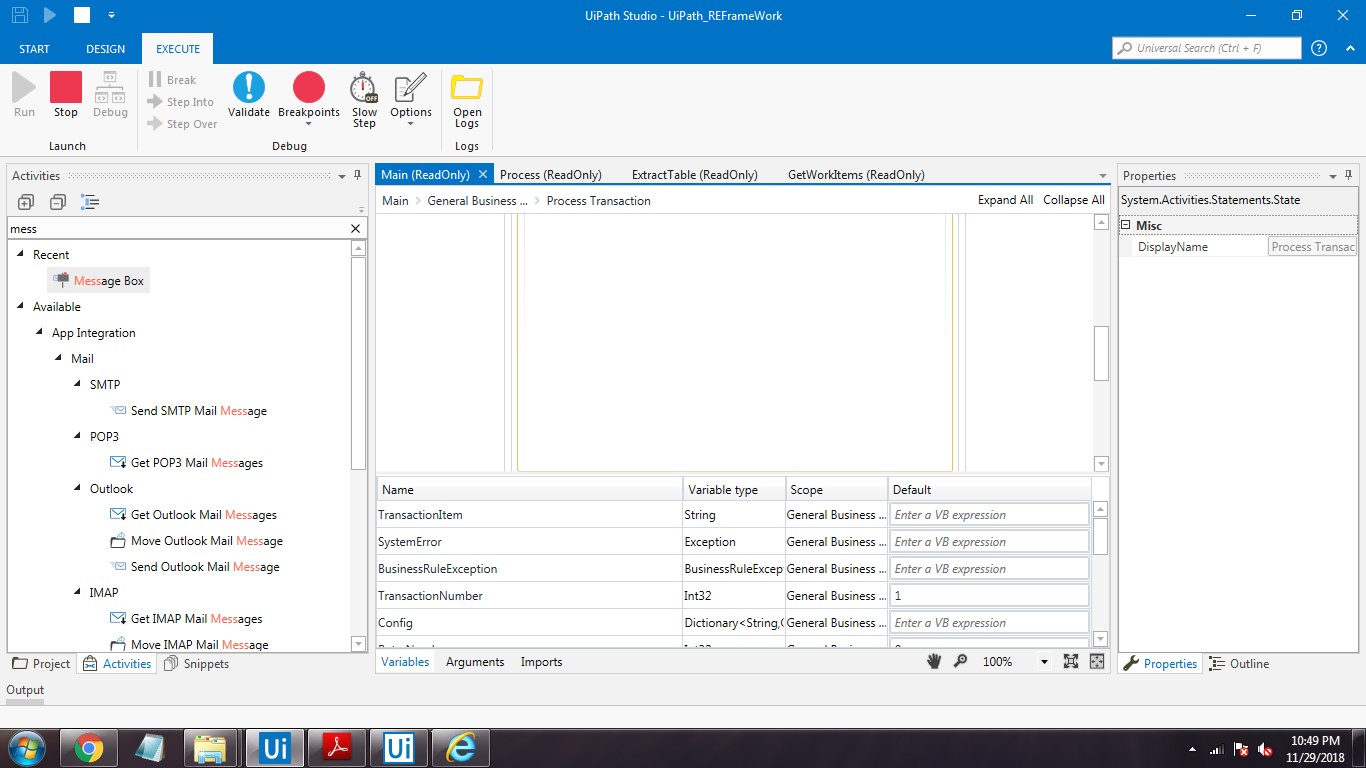 UiPath Studio - UiPath_REFrameWork
START DESIGN EXECUTE
Universal Search (Ctrl + F)
Run Stop Debug
Break
Step Into
Step Over
Validate Breakpoints Slow Step Options Open Logs
Launch Debug Logs
Activities
mess
Recent
Message Box
Available
App Integration
Mail
SMTP
Send SMTP Mail Message
POP3
Get POP3 Mail Messages
Outlook
Get Outlook Mail Messages
Move Outlook Mail Message
Send Outlook Mail Message
IMAP
Get IMAP Mail Messages
Move IMAP Mail Message
Project Activities Snippets
Main (ReadOnly) Process (ReadOnly) ExtractTable (ReadOnly) GetWorkItems (ReadOnly)
Main > General Business ... > Process Transaction
Expand All Collapse All
Name Variable type Scope Default
TransactionItem String General Business ... Enter a VB expression
SystemError Exception General Business ... Enter a VB expression
BusinessRuleException BusinessRuleExcep General Business ... Enter a VB expression
TransactionNumber Int32 General Business ... 1
Config Dictionary<String, General Business ... Enter a VB expression
Variables Arguments Imports
100%
Properties
System.Activities.Statements.State
Misc
DisplayName Process Transac
Properties Outline
Output
OFF
Ui Ui
10:49 PM
11/29/2018